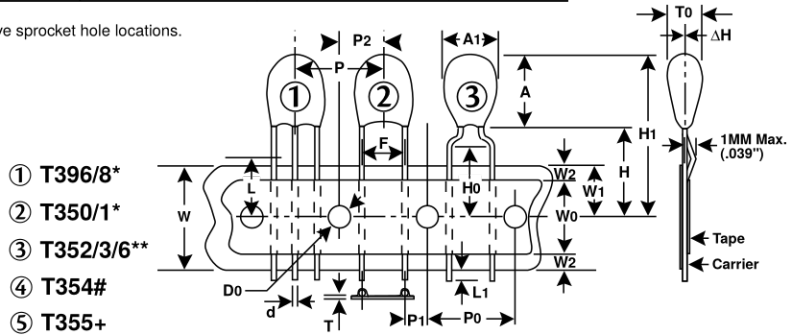 ve sprocket hole locations.
① T396/8*
② T350/1*
③ T352/3/6**
④ T354#
⑤ T355+
P2
P
A1
T0
ΔH
①
②
③
A
H1
F
L
H0
H
1MM Max.
(.039")
W
W2
W1
W0
W2
D0
d
T
P1
P0
L1
Tape
Carrier